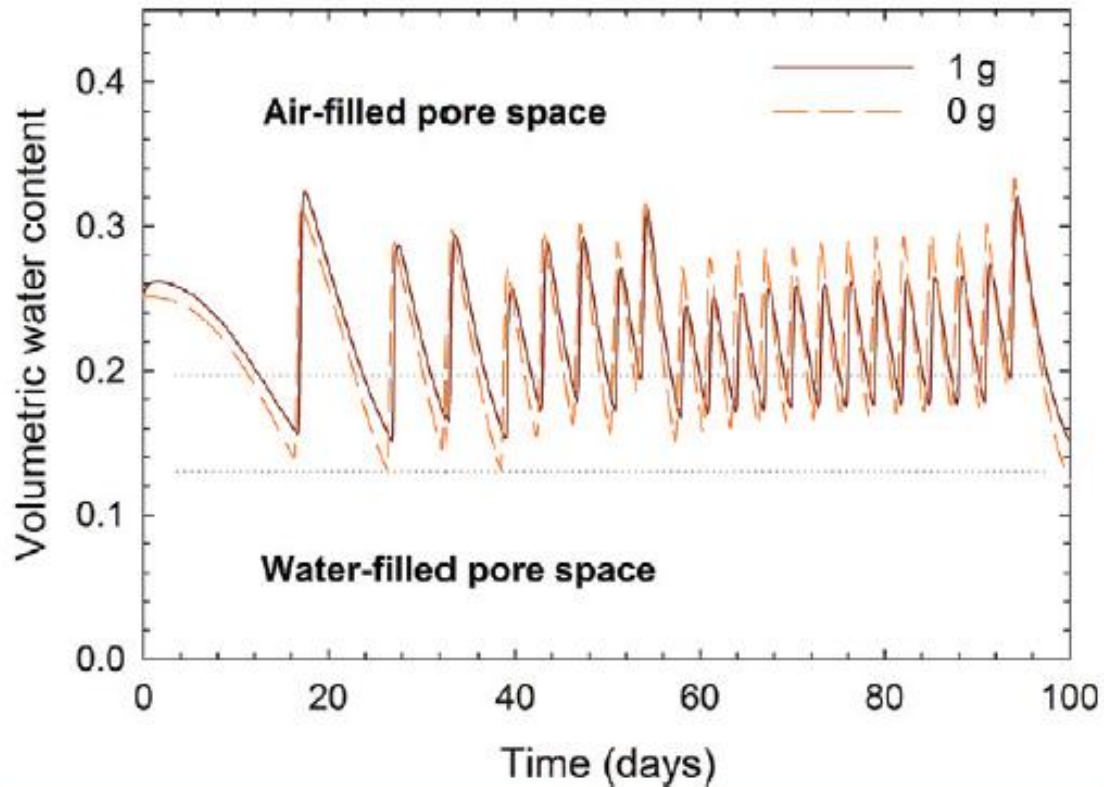 1 g
0 g
Air-filled pore space
Water-filled pore space
Volumetric water content
0.4
0.3
0.2
0.1
0.0
0 20 40 60 80 100
Time (days)